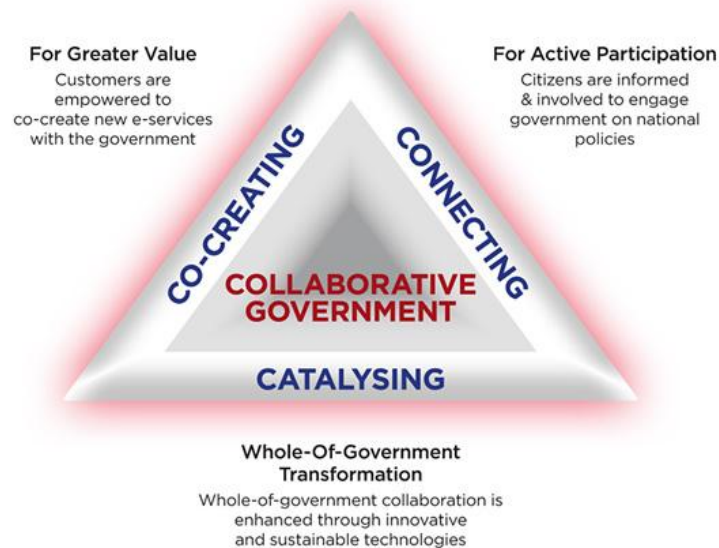 For Greater Value
Customers are
empowered to
co-create new e-services
with the government
For Active Participation
Citizens are informed
& involved to engage
government on national
policies
CO-CREATING
CONNECTING
COLLABORATIVE
GOVERNMENT
CATALYSING
Whole-Of-Government
Transformation
Whole-of-government collaboration is
enhanced through innovative
and sustainable technologies